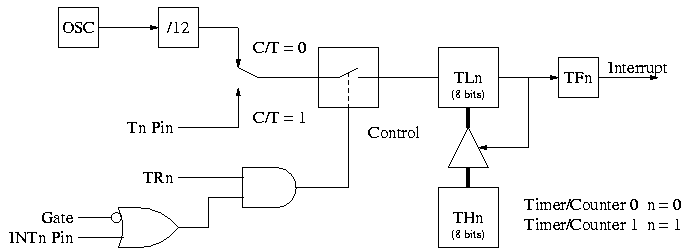 OSC
/12
C/T = 0
C/T = 1
Tn Pin
TRn
Gate
INTn Pin
Control
TLn
(8 bits)
TFn
Interrupt
THn
(8 bits)
Timer/Counter 0 n = 0
Timer/Counter 1 n = 1